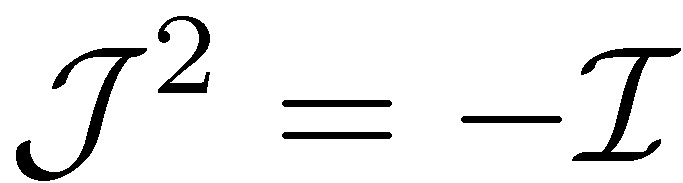 𝒥² = −ℐ